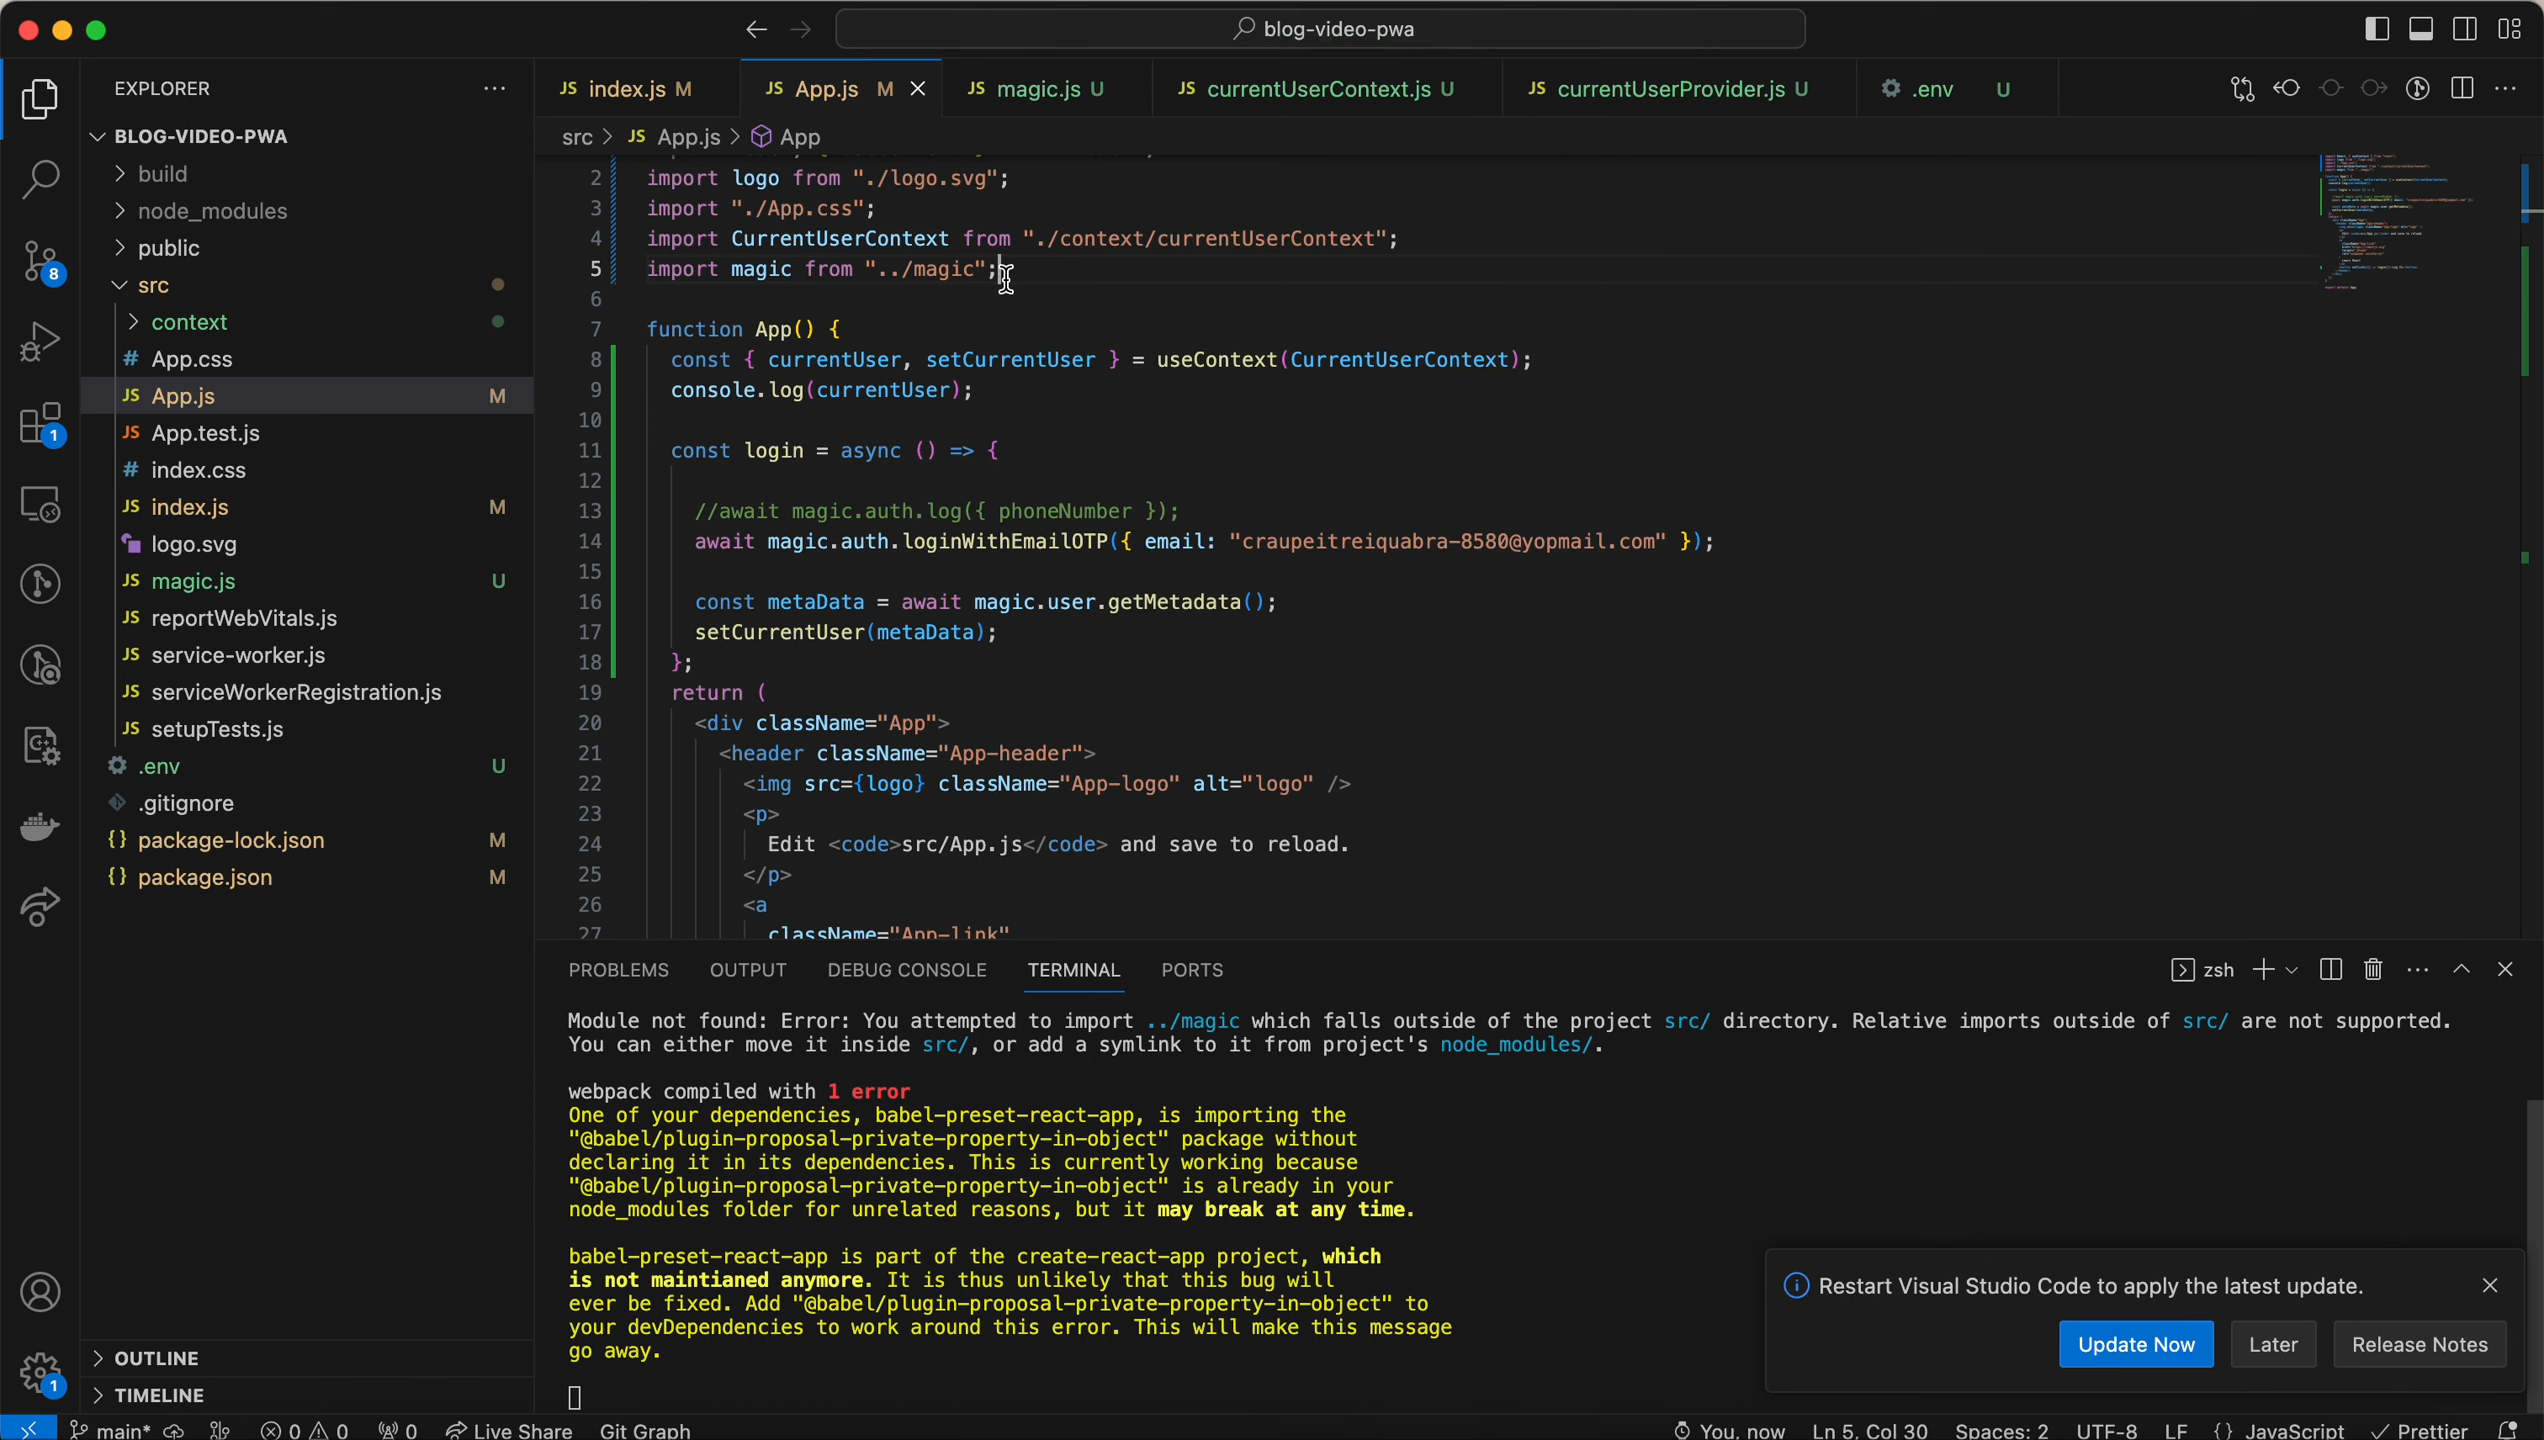 blog-video-pwa
EXPLORER
BLOG-VIDEO-PWA
build
node_modules
public
src
context
# App.css
JS App.js M
JS App.test.js
# index.css
JS index.js M
logo.svg
JS magic.js U
JS reportWebVitals.js
JS service-worker.js
JS serviceWorkerRegistration.js
JS setupTests.js
.env U
.gitignore
{} package-lock.json M
{} package.json M
OUTLINE
TIMELINE
8
1
1
JS index.js M
JS App.js M
JS magic.js U
JS currentUserContext.js U
JS currentUserProvider.js U
.env U
src > JS App.js > App
2 import logo from "./logo.svg";
3 import "./App.css";
4 import CurrentUserContext from "./context/currentUserContext";
5 import magic from "../magic";
6
7 function App() {
8 const { currentUser, setCurrentUser } = useContext(CurrentUserContext);
9 console.log(currentUser);
10
11 const login = async () => {
12
13 //await magic.auth.log({ phoneNumber });
14 await magic.auth.loginWithEmailOTP({ email: "craupeitreiquabra-8580@yopmail.com" });
15
16 const metaData = await magic.user.getMetadata();
17 setCurrentUser(metaData);
18 };
19 return (
20 <div className="App">
21 <header className="App-header">
22 <img src={logo} className="App-logo" alt="logo" />
23 <p>
24 Edit <code>src/App.js</code> and save to reload.
25 </p>
26 <a
27 className="App-link"
PROBLEMS OUTPUT DEBUG CONSOLE TERMINAL PORTS
zsh
Module not found: Error: You attempted to import ../magic which falls outside of the project src/ directory. Relative imports outside of src/ are not supported.
You can either move it inside src/, or add a symlink to it from project's node_modules/.
webpack compiled with 1 error
One of your dependencies, babel-preset-react-app, is importing the
"@babel/plugin-proposal-private-property-in-object" package without
declaring it in its dependencies. This is currently working because
"@babel/plugin-proposal-private-property-in-object" is already in your
node_modules folder for unrelated reasons, but it may break at any time.
babel-preset-react-app is part of the create-react-app project, which
is not maintianed anymore. It is thus unlikely that this bug will
ever be fixed. Add "@babel/plugin-proposal-private-property-in-object" to
your devDependencies to work around this error. This will make this message
go away.
Restart Visual Studio Code to apply the latest update.
Update Now
Later
Release Notes
main* 0 0 0 Live Share Git Graph
You, now Ln 5, Col 30 Spaces: 2 UTF-8 LF {} JavaScript Prettier